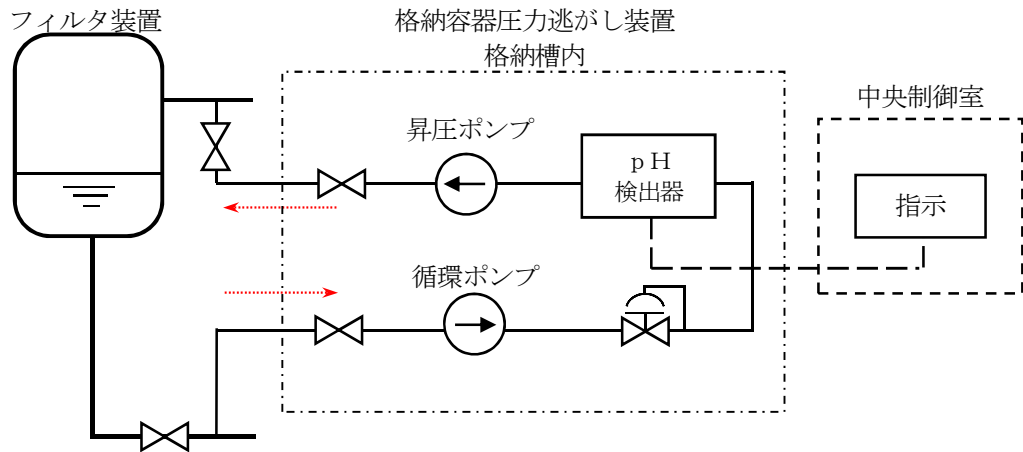 フィルタ装置
格納容器圧力逃がし装置
格納槽内
中央制御室
昇圧ポンプ
ｐＨ
検出器
指示
循環ポンプ